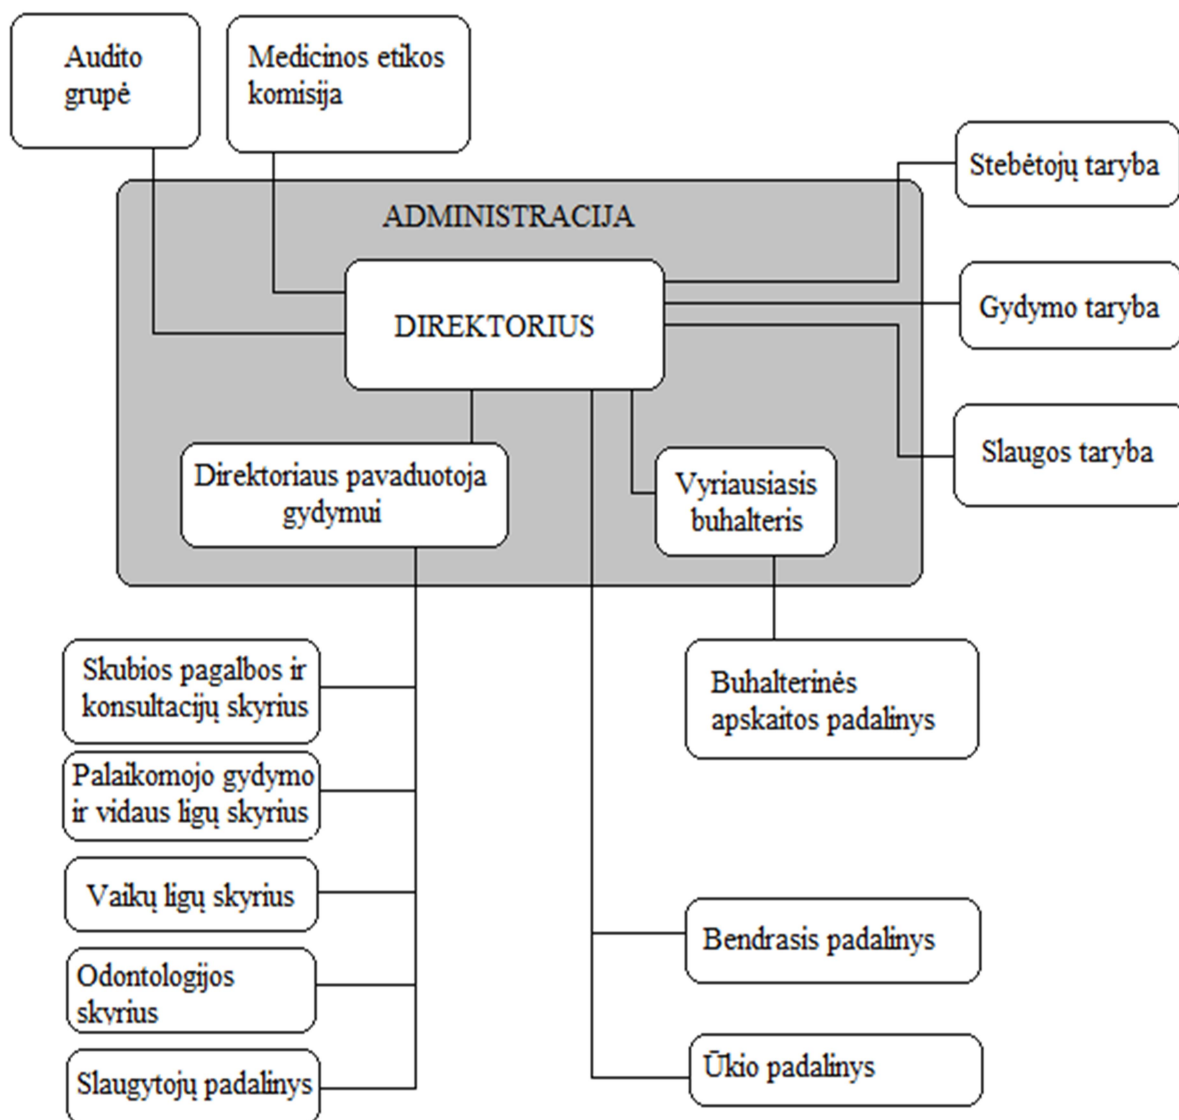 Audito
grupė
Medicinos etikos
komisija
Stebėtojų taryba
ADMINISTRACIJA
DIREKTORIUS
Gydymo taryba
Slaugos taryba
Direktoriaus pavaduotoja
gydymui
Vyriausiasis
buhalteris
Skubios pagalbos ir
konsultacijų skyrius
Buhalterinės
apskaitos padalinys
Palaikomojo gydymo
ir vidaus ligų skyrius
Vaikų ligų skyrius
Bendrasis padalinys
Odontologijos
skyrius
Ūkio padalinys
Slaugytojų padalinys